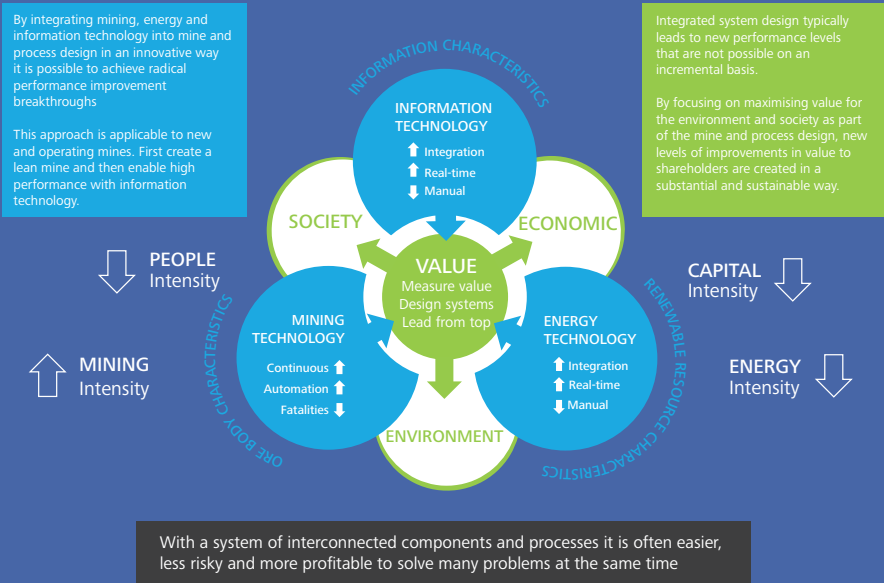 By integrating mining, energy and
information technology into mine and
process design in an innovative way
it is possible to achieve radical
performance improvement
breakthroughs
This approach is applicable to new
and operating mines. First create a
lean mine and then enable high
performance with information
technology.
Integrated system design typically
leads to new performance levels
that are not possible on an
incremental basis.
By focusing on maximising value for
the environment and society as part
of the mine and process design, new
levels of improvements in value to
shareholders are created in a
substantial and sustainable way.
INFORMATION CHARACTERISTICS
INFORMATION
TECHNOLOGY
Integration
Real-time
Manual
SOCIETY
ECONOMIC
VALUE
Measure value
Design systems
Lead from top
PEOPLE
Intensity
MINING
Intensity
CAPITAL
Intensity
ENERGY
Intensity
ORE BODY CHARACTERISTICS
MINING
TECHNOLOGY
Continuous
Automation
Fatalities
ENERGY
TECHNOLOGY
Integration
Real-time
Manual
RENEWABLE RESOURCE CHARACTERISTICS
ENVIRONMENT
With a system of interconnected components and processes it is often easier,
less risky and more profitable to solve many problems at the same time